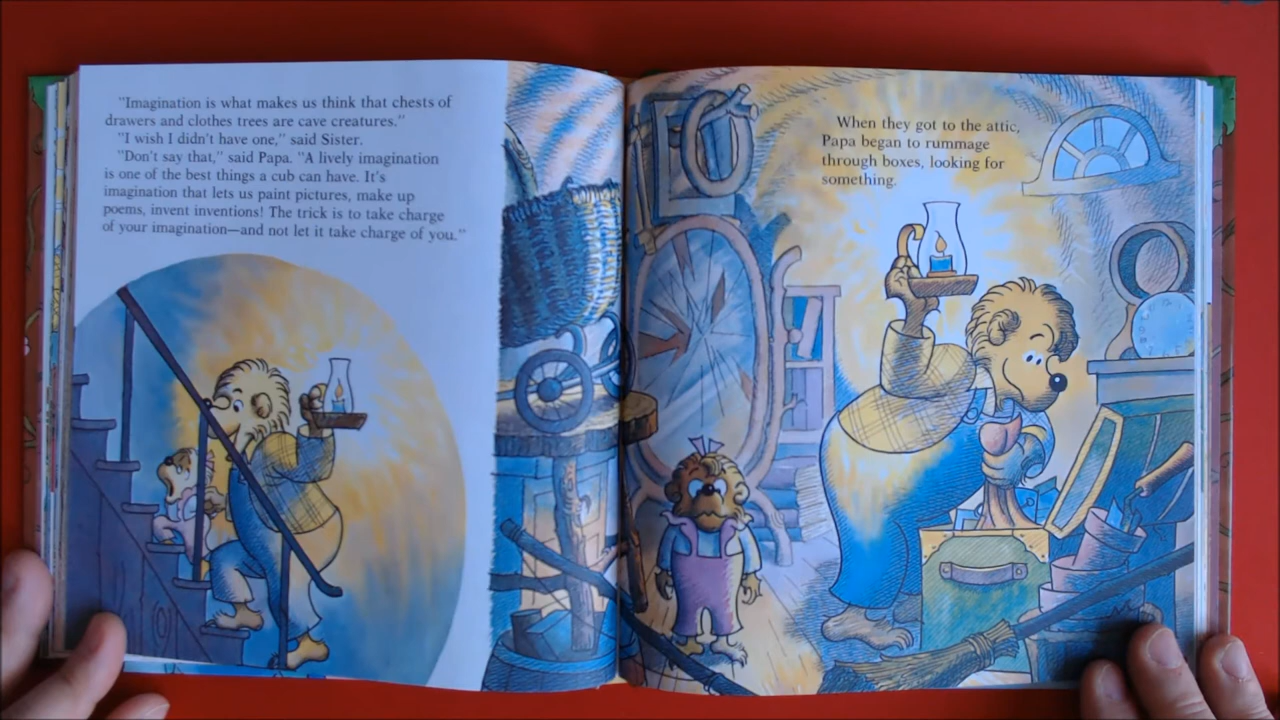 "Imagination is what makes us think that chests of
drawers and clothes trees are cave creatures."
"I wish I didn't have one," said Sister.
"Don't say that," said Papa. "A lively imagination
is one of the best things a cub can have. It's
imagination that lets us paint pictures, make up
poems, invent inventions! The trick is to take charge
of your imagination—and not let it take charge of you."
When they got to the attic,
Papa began to rummage
through boxes, looking for
something.